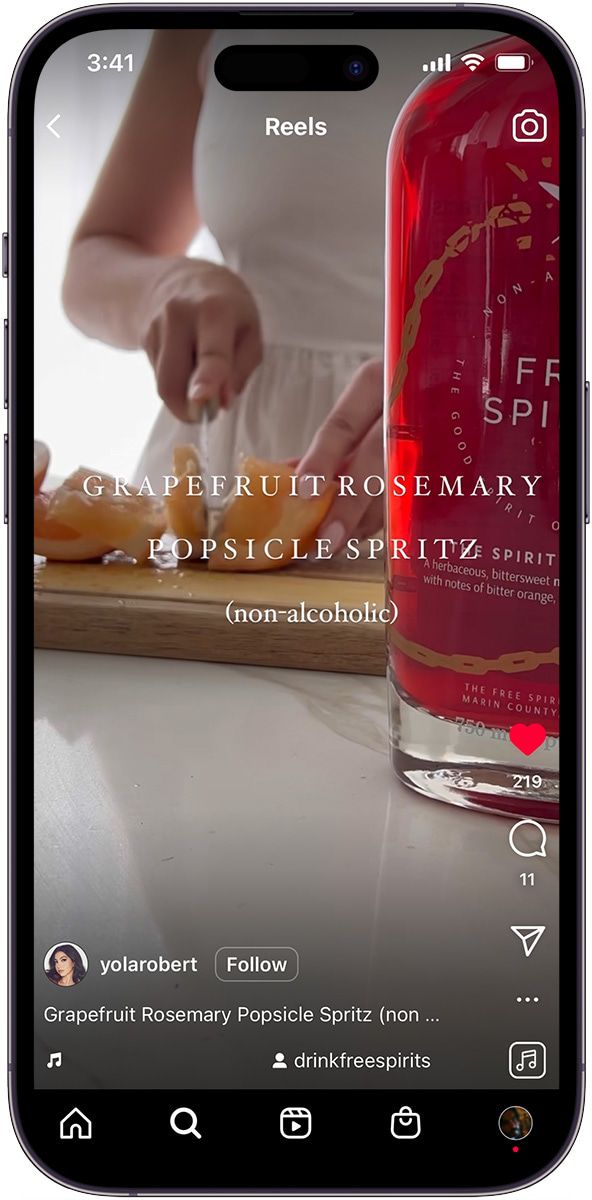 3:41
Reels
NON-A
THE GOOD
SPIRIT O
FR
SPI
GRAPEFRUIT ROSEMARY
POPSICLE SPRITZ
THE SPIRIT
A herbaceous, bittersweet
with notes of bitter orange,
(non-alcoholic)
THE FREE SPIR
MARIN COUNTY
750 m
219
11
yolarobert
Follow
Grapefruit Rosemary Popsicle Spritz (non ...
drinkfreespirits